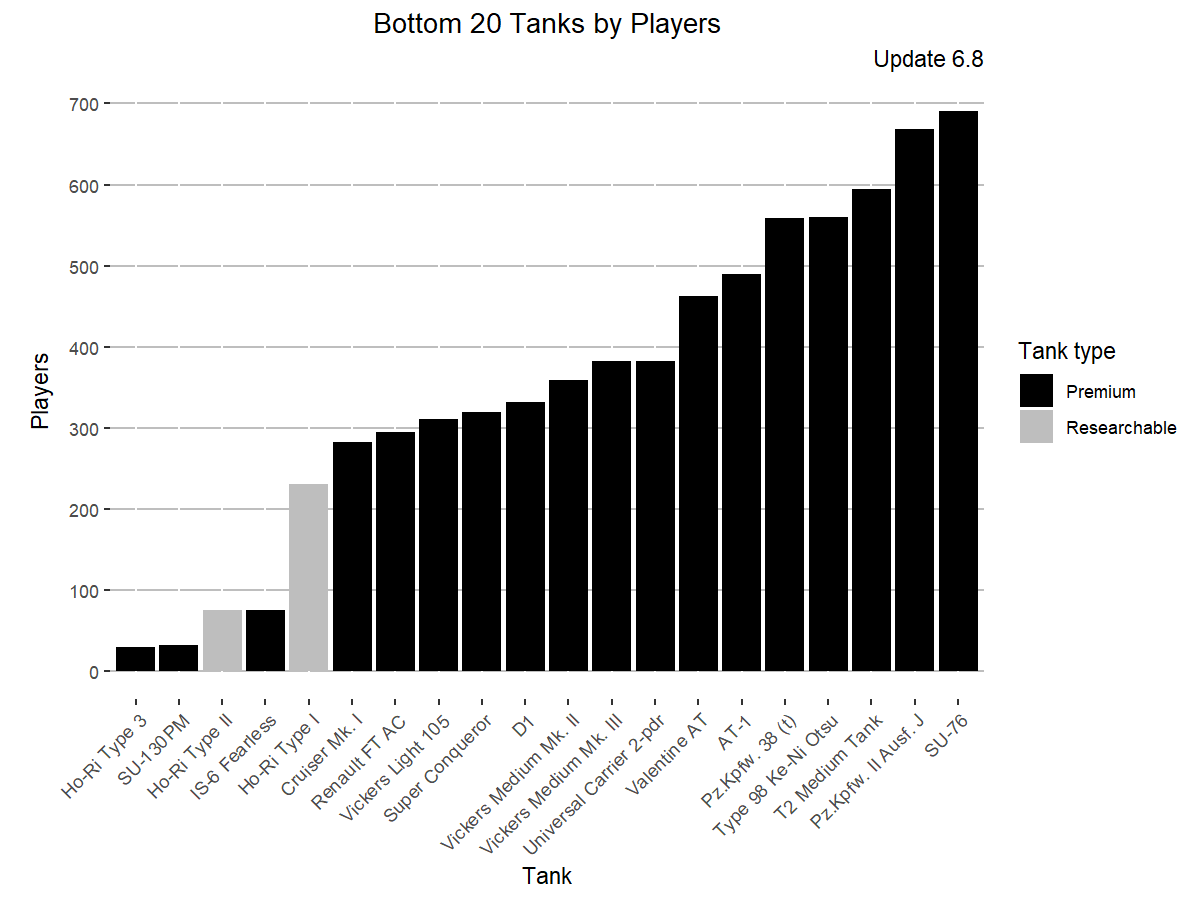 Bottom 20 Tanks by Players
Update 6.8
Players
700
600
500
400
300
200
100
0
Ho-Ri Type 3
SU-130PM
Ho-Ri Type II
IS-6 Fearless
Ho-Ri Type I
Cruiser Mk. I
Renault FT AC
Vickers Light 105
Super Conqueror
D1
Vickers Medium Mk. II
Vickers Medium Mk. III
Universal Carrier 2-pdr
Valentine AT
AT-1
Pz.Kpfw. 38 (t)
Type 98 Ke-Ni Otsu
T2 Medium Tank
Pz.Kpfw. II Ausf. J
SU-76
Tank
Tank type
Premium
Researchable